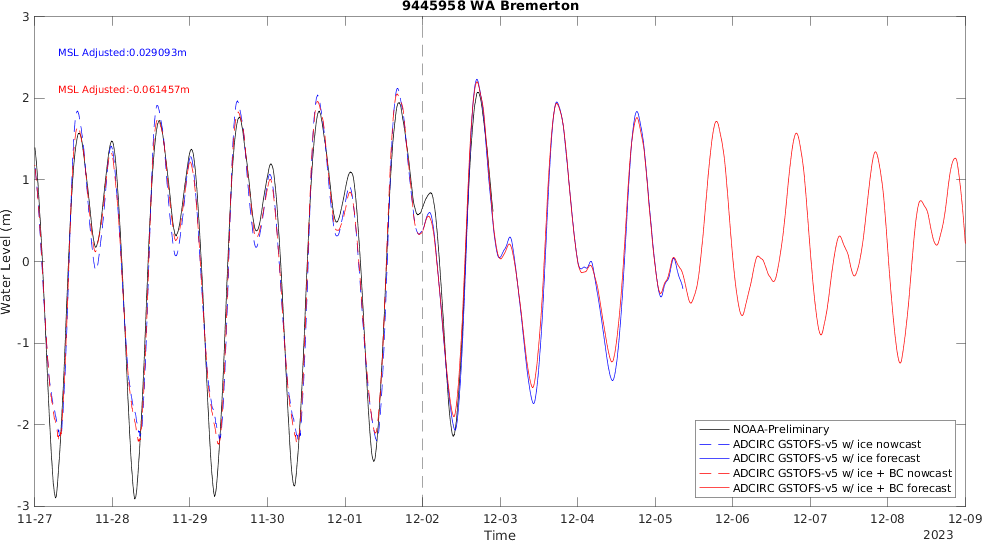 9445958 WA Bremerton
MSL Adjusted:0.029093m
MSL Adjusted:-0.061457m
Water Level (m)
3
2
1
0
-1
-2
-3
NOAA-Preliminary
ADCIRC GSTOFS-v5 w/ ice nowcast
ADCIRC GSTOFS-v5 w/ ice forecast
ADCIRC GSTOFS-v5 w/ ice + BC nowcast
ADCIRC GSTOFS-v5 w/ ice + BC forecast
11-27 11-28 11-29 11-30 12-01 12-02 12-03 12-04 12-05 12-06 12-07 12-08 12-09
Time
2023